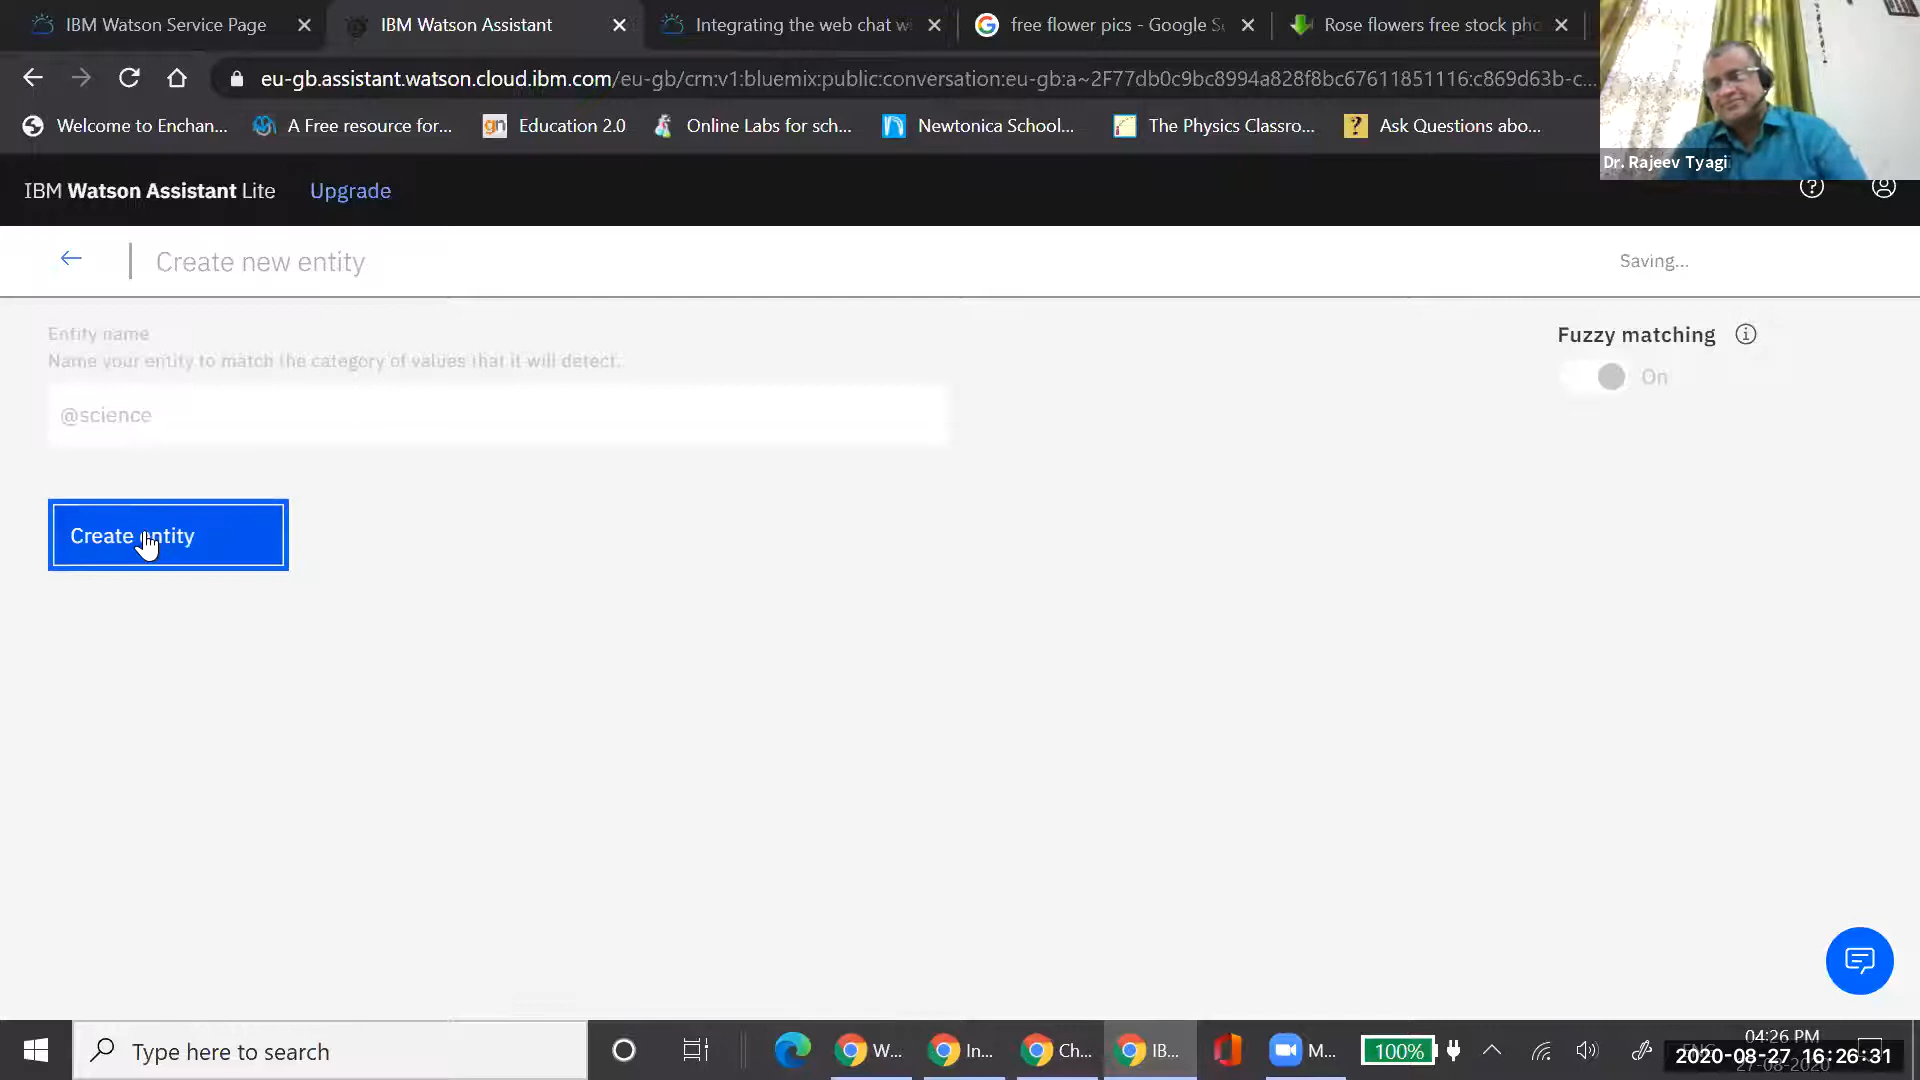 IBM Watson Service Page
IBM Watson Assistant
Integrating the web chat w
free flower pics - Google S
Rose flowers free stock pho
eu-gb.assistant.watson.cloud.ibm.com/eu-gb/crn:v1:bluemix:public:conversation:eu-gb:a~2F77db0c9bc8994a828f8bc67611851116:c869d63b-c...
Welcome to Enchan...
A Free resource for...
gn Education 2.0
Online Labs for sch...
Newtonica School...
The Physics Classro...
? Ask Questions abo...
Dr. Rajeev Tyagi
IBM Watson Assistant Lite Upgrade
Create new entity
Saving...
Entity name
Name your entity to match the category of values that it will detect.
@science
Fuzzy matching
On
Create entity
Type here to search
W...
In...
Ch...
IB...
M...
100%
04:26 PM
2020-08-27 16:26:31
27-08-2020